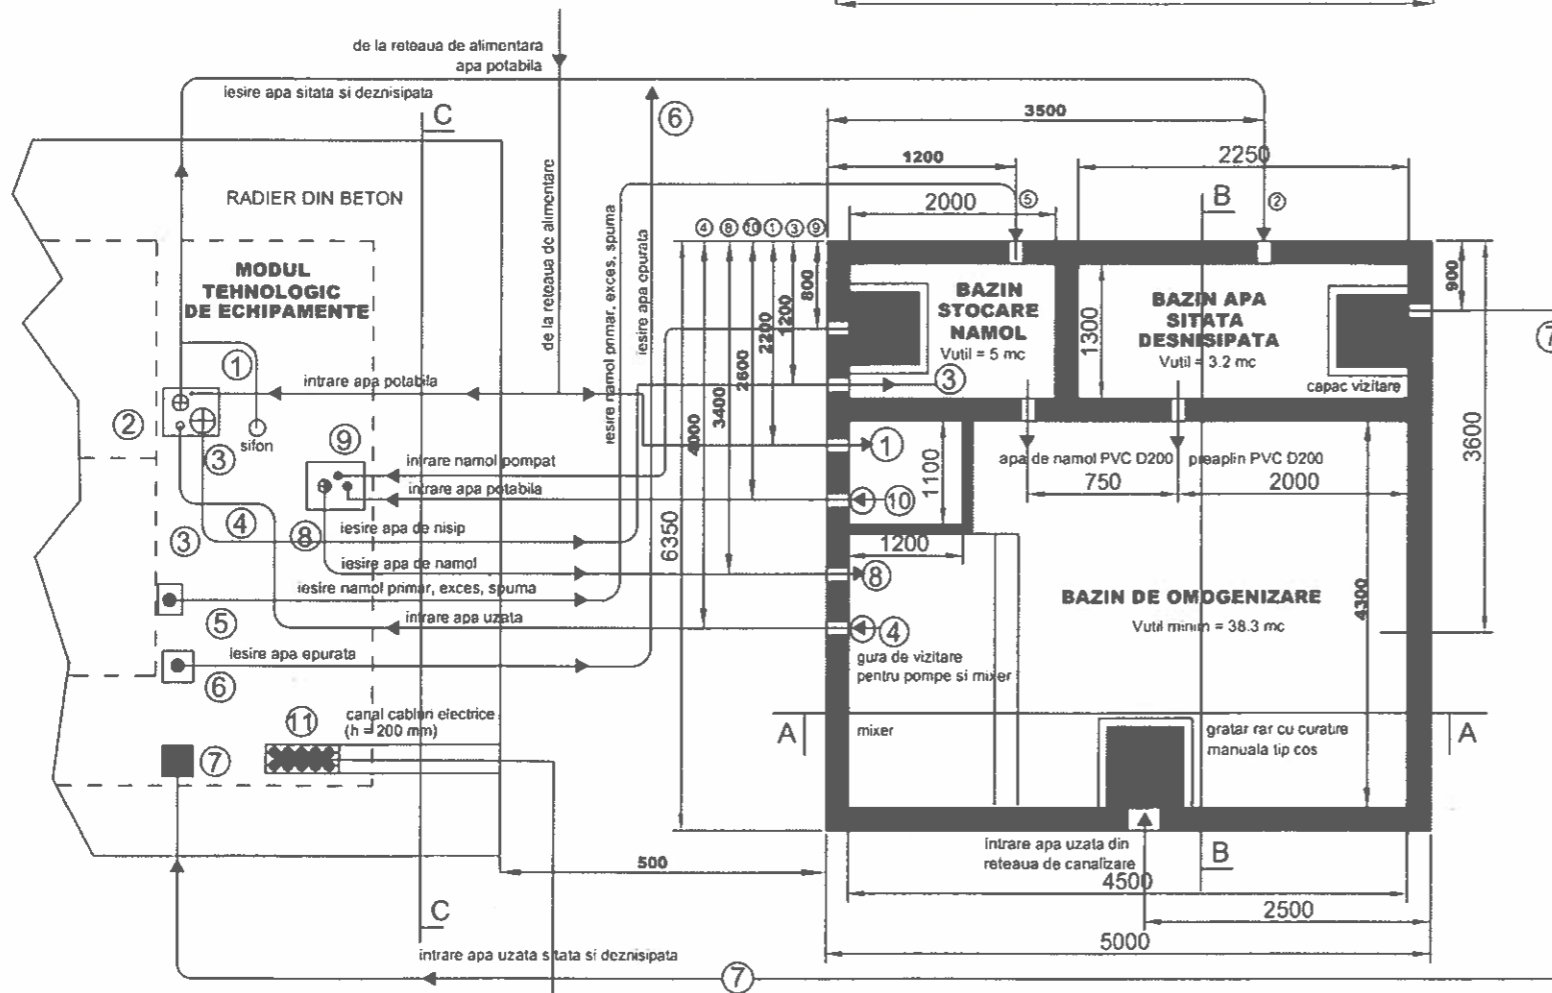 de la reteaua de alimentara
apa potabila
iesire apa sitata si deznisipata
C
6
3500
1200
2250
B
2
5
2000
RADIER DIN BETON
de la reteaua de alimentare
iesire namol primar, exces, spuma
iesire apa epurata
4
8
10
1
3
9
MODUL
TEHNOLOGIC
DE ECHIPAMENTE
800
1200
2200
2600
3400
4000
6350
BAZIN
STOCARE
NAMOL
Vutil = 5 mc
1300
BAZIN APA
SITATA
DESNISIPATA
Vutil = 3.2 mc
capac vizitare
900
3600
7
1
intrare apa potabila
3
2
sifon
3
9
intrare namol pompat
intrare apa potabila
1
1100
10
apa de namol PVC D200
preaplin PVC D200
750
2000
4
3
8
iesire apa de nisip
iesire apa de namol
1200
8
iesire namol primar, exces, spuma
5
intrare apa uzata
4
BAZIN DE OMOGENIZARE
Vutil minim = 38.3 mc
4300
iesire apa epurata
6
gura de vizitare
pentru pompe si mixer
11
canal cabluri electrice
(h = 200 mm)
7
A
mixer
gratar rar cu curatire
manuala tip cos
A
500
intrare apa uzata din
reteaua de canalizare
B
4500
2500
5000
C
intrare apa uzata sitata si deznisipata
7